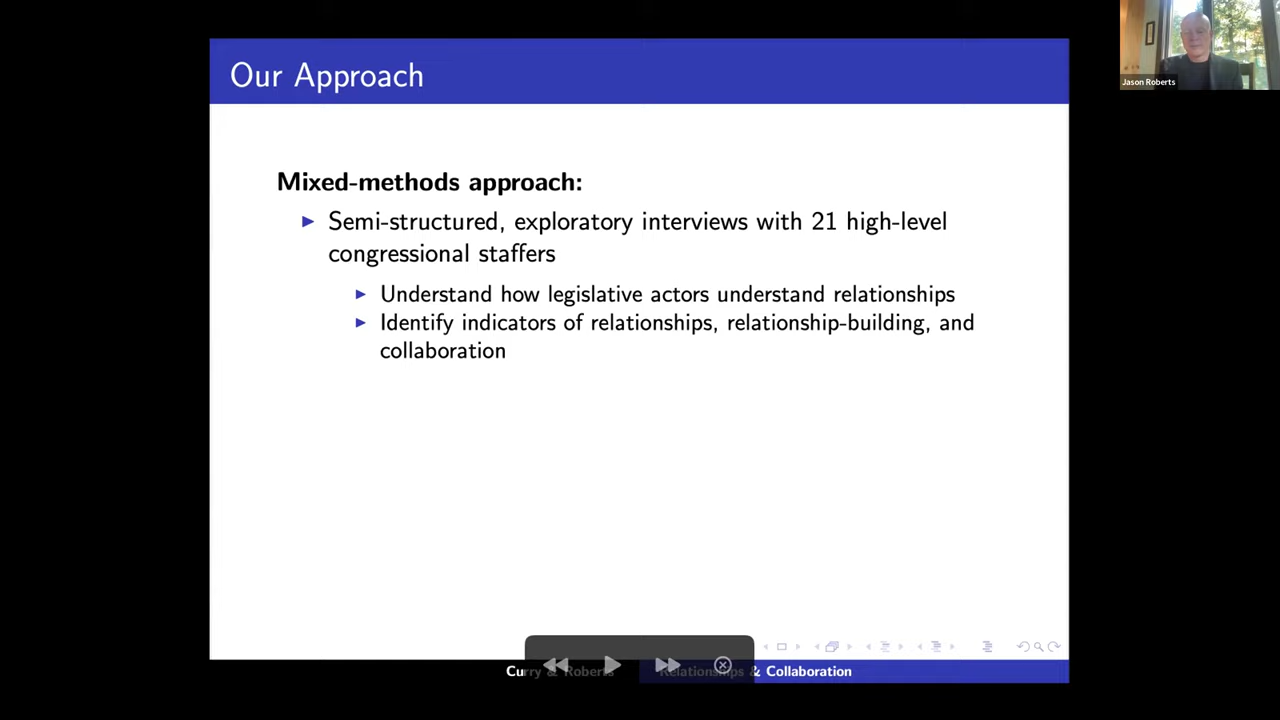 Our Approach
Jason Roberts
Mixed-methods approach:
Semi-structured, exploratory interviews with 21 high-level
congressional staffers
Understand how legislative actors understand relationships
Identify indicators of relationships, relationship-building, and
collaboration
Curry & Roberts
Relationships & Collaboration